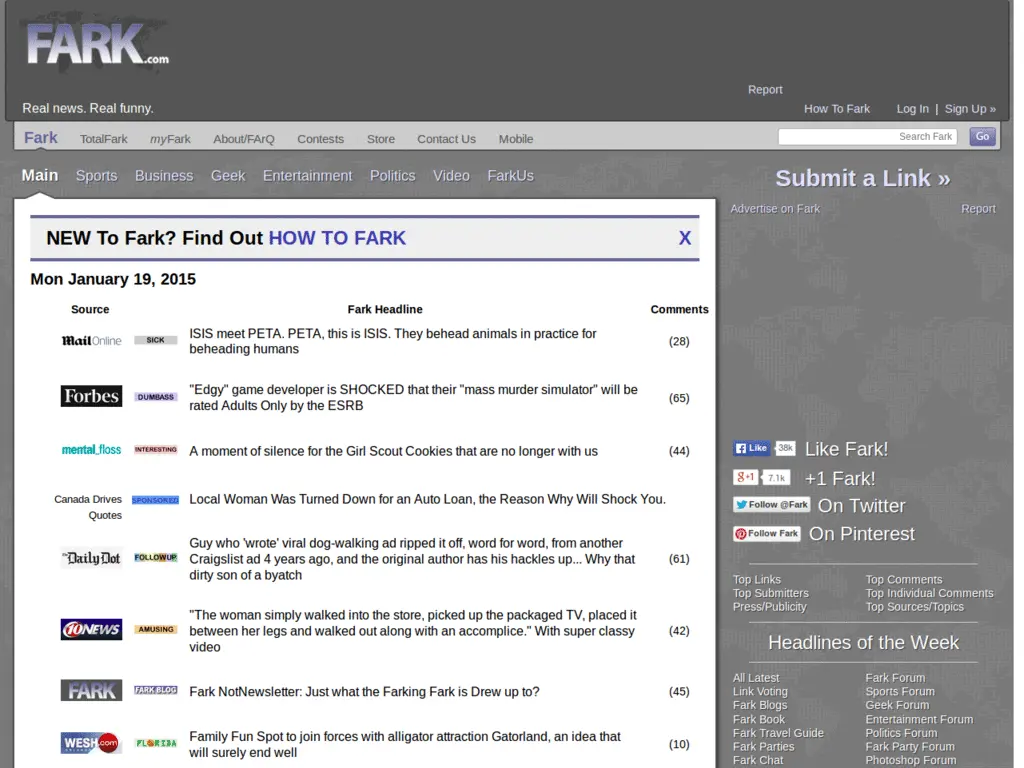 FARK.com
Report
Real news. Real funny.
How To Fark
Log In | Sign Up »
Fark
TotalFark
myFark
About/FArQ
Contests
Store
Contact Us
Mobile
Search Fark
Go
Main
Sports
Business
Geek
Entertainment
Politics
Video
FarkUs
Submit a Link »
Advertise on Fark
Report
NEW To Fark? Find Out HOW TO FARK
X
Mon January 19, 2015
Source
Fark Headline
Comments
Mail Online
SICK
ISIS meet PETA. PETA, this is ISIS. They behead animals in practice for
beheading humans
(28)
Forbes
DUMBASS
"Edgy" game developer is SHOCKED that their "mass murder simulator" will be
rated Adults Only by the ESRB
(65)
mental_floss
INTERESTING
A moment of silence for the Girl Scout Cookies that are no longer with us
(44)
Canada Drives
Quotes
SPONSORED
Local Woman Was Turned Down for an Auto Loan, the Reason Why Will Shock You.
The Daily Dot
FOLLOWUP
Guy who 'wrote' viral dog-walking ad ripped it off, word for word, from another
Craigslist ad 4 years ago, and the original author has his hackles up... Why that
dirty son of a byatch
(61)
10 NEWS
AMUSING
"The woman simply walked into the store, picked up the packaged TV, placed it
between her legs and walked out along with an accomplice." With super classy
video
(42)
FARK
FARK BLOG
Fark NotNewsletter: Just what the Farking Fark is Drew up to?
(45)
WESH.com
FLORIDA
Family Fun Spot to join forces with alligator attraction Gatorland, an idea that
will surely end well
(10)
Like
38k
Like Fark!
g+1
7.1k
+1 Fark!
Follow @Fark
On Twitter
Follow Fark
On Pinterest
Top Links
Top Comments
Top Submitters
Top Individual Comments
Press/Publicity
Top Sources/Topics
Headlines of the Week
All Latest
Fark Forum
Link Voting
Sports Forum
Fark Blogs
Geek Forum
Fark Book
Entertainment Forum
Fark Travel Guide
Politics Forum
Fark Parties
Fark Party Forum
Fark Chat
Photoshop Forum